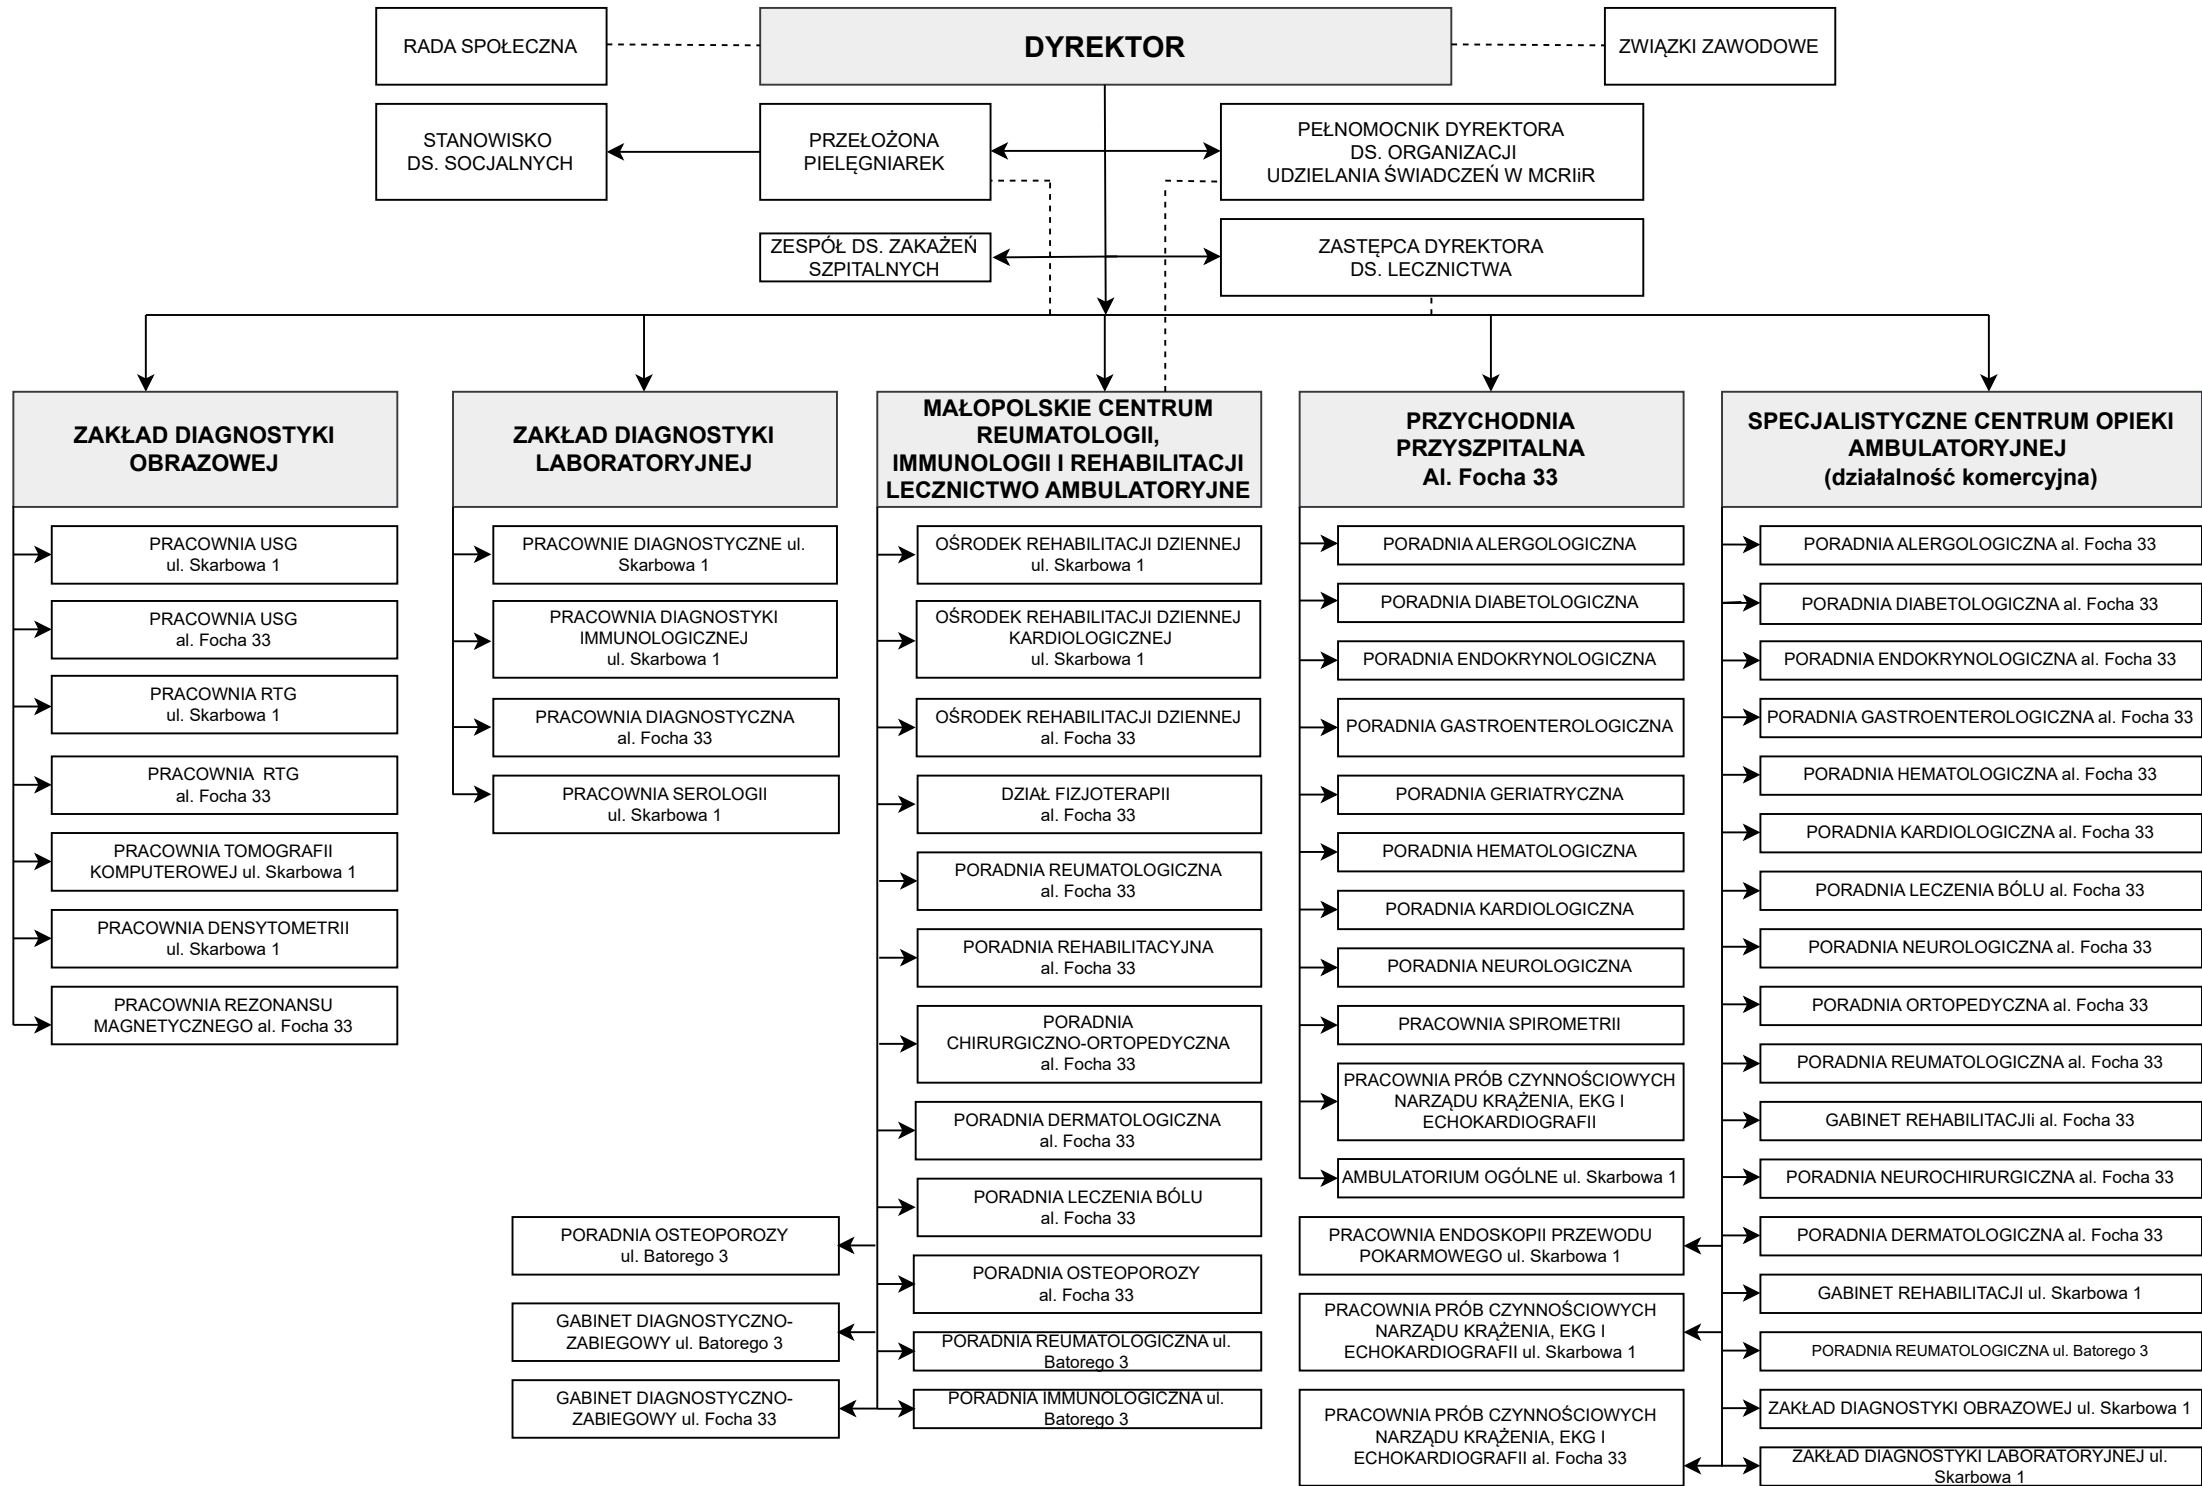 RADA SPOŁECZNA
DYREKTOR
ZWIĄZKI ZAWODOWE
STANOWISKO
DS. SOCJALNYCH
PRZEŁOŻONA
PIELĘGNIAREK
PEŁNOMOCNIK DYREKTORA
DS. ORGANIZACJI
UDZIELANIA ŚWIADCZEŃ W MCRIiR
ZESPÓŁ DS. ZAKAŻEŃ
SZPITALNYCH
ZASTĘPCA DYREKTORA
DS. LECZNICTWA
ZAKŁAD DIAGNOSTYKI
OBRAZOWEJ
PRACOWNIA USG
ul. Skarbowa 1
PRACOWNIA USG
al. Focha 33
PRACOWNIA RTG
ul. Skarbowa 1
PRACOWNIA  RTG
al. Focha 33
PRACOWNIA TOMOGRAFII
KOMPUTEROWEJ ul. Skarbowa 1
PRACOWNIA DENSYTOMETRII
ul. Skarbowa 1
PRACOWNIA REZONANSU
MAGNETYCZNEGO al. Focha 33
ZAKŁAD DIAGNOSTYKI
LABORATORYJNEJ
PRACOWNIE DIAGNOSTYCZNE ul.
Skarbowa 1
PRACOWNIA DIAGNOSTYKI
IMMUNOLOGICZNEJ
ul. Skarbowa 1
PRACOWNIA DIAGNOSTYCZNA
al. Focha 33
PRACOWNIA SEROLOGII
ul. Skarbowa 1
MAŁOPOLSKIE CENTRUM
REUMATOLOGII,
IMMUNOLOGII I REHABILITACJI
LECZNICTWO AMBULATORYJNE
OŚRODEK REHABILITACJI DZIENNEJ
ul. Skarbowa 1
OŚRODEK REHABILITACJI DZIENNEJ
KARDIOLOGICZNEJ
ul. Skarbowa 1
OŚRODEK REHABILITACJI DZIENNEJ
al. Focha 33
DZIAŁ FIZJOTERAPII
al. Focha 33
PORADNIA REUMATOLOGICZNA
al. Focha 33
PORADNIA REHABILITACYJNA
al. Focha 33
PORADNIA
CHIRURGICZNO-ORTOPEDYCZNA
al. Focha 33
PORADNIA DERMATOLOGICZNA
al. Focha 33
PORADNIA LECZENIA BÓLU
al. Focha 33
PORADNIA OSTEOPOROZY
al. Focha 33
PORADNIA REUMATOLOGICZNA ul.
Batorego 3
PORADNIA IMMUNOLOGICZNA ul.
Batorego 3
PORADNIA OSTEOPOROZY
ul. Batorego 3
GABINET DIAGNOSTYCZNO-
ZABIEGOWY ul. Batorego 3
GABINET DIAGNOSTYCZNO-
ZABIEGOWY ul. Focha 33
PRZYCHODNIA
PRZYSZPITALNA
Al. Focha 33
PORADNIA ALERGOLOGICZNA
PORADNIA DIABETOLOGICZNA
PORADNIA ENDOKRYNOLOGICZNA
PORADNIA GASTROENTEROLOGICZNA
PORADNIA GERIATRYCZNA
PORADNIA HEMATOLOGICZNA
PORADNIA KARDIOLOGICZNA
PORADNIA NEUROLOGICZNA
PRACOWNIA SPIROMETRII
PRACOWNIA PRÓB CZYNNOŚCIOWYCH
NARZĄDU KRĄŻENIA, EKG I
ECHOKARDIOGRAFII
AMBULATORIUM OGÓLNE ul. Skarbowa 1
SPECJALISTYCZNE CENTRUM OPIEKI
AMBULATORYJNEJ
(działalność komercyjna)
PORADNIA ALERGOLOGICZNA al. Focha 33
PORADNIA DIABETOLOGICZNA al. Focha 33
PORADNIA ENDOKRYNOLOGICZNA al. Focha 33
PORADNIA GASTROENTEROLOGICZNA al. Focha 33
PORADNIA HEMATOLOGICZNA al. Focha 33
PORADNIA KARDIOLOGICZNA al. Focha 33
PORADNIA LECZENIA BÓLU al. Focha 33
PORADNIA NEUROLOGICZNA al. Focha 33
PORADNIA ORTOPEDYCZNA al. Focha 33
PORADNIA REUMATOLOGICZNA al. Focha 33
GABINET REHABILITACJIi al. Focha 33
PORADNIA NEUROCHIRURGICZNA al. Focha 33
PORADNIA DERMATOLOGICZNA al. Focha 33
GABINET REHABILITACJI ul. Skarbowa 1
PORADNIA REUMATOLOGICZNA ul. Batorego 3
ZAKŁAD DIAGNOSTYKI OBRAZOWEJ ul. Skarbowa 1
ZAKŁAD DIAGNOSTYKI LABORATORYJNEJ ul.
Skarbowa 1
PRACOWNIA ENDOSKOPII PRZEWODU
POKARMOWEGO ul. Skarbowa 1
PRACOWNIA PRÓB CZYNNOŚCIOWYCH
NARZĄDU KRĄŻENIA, EKG I
ECHOKARDIOGRAFII ul. Skarbowa 1
PRACOWNIA PRÓB CZYNNOŚCIOWYCH
NARZĄDU KRĄŻENIA, EKG I
ECHOKARDIOGRAFII al. Focha 33